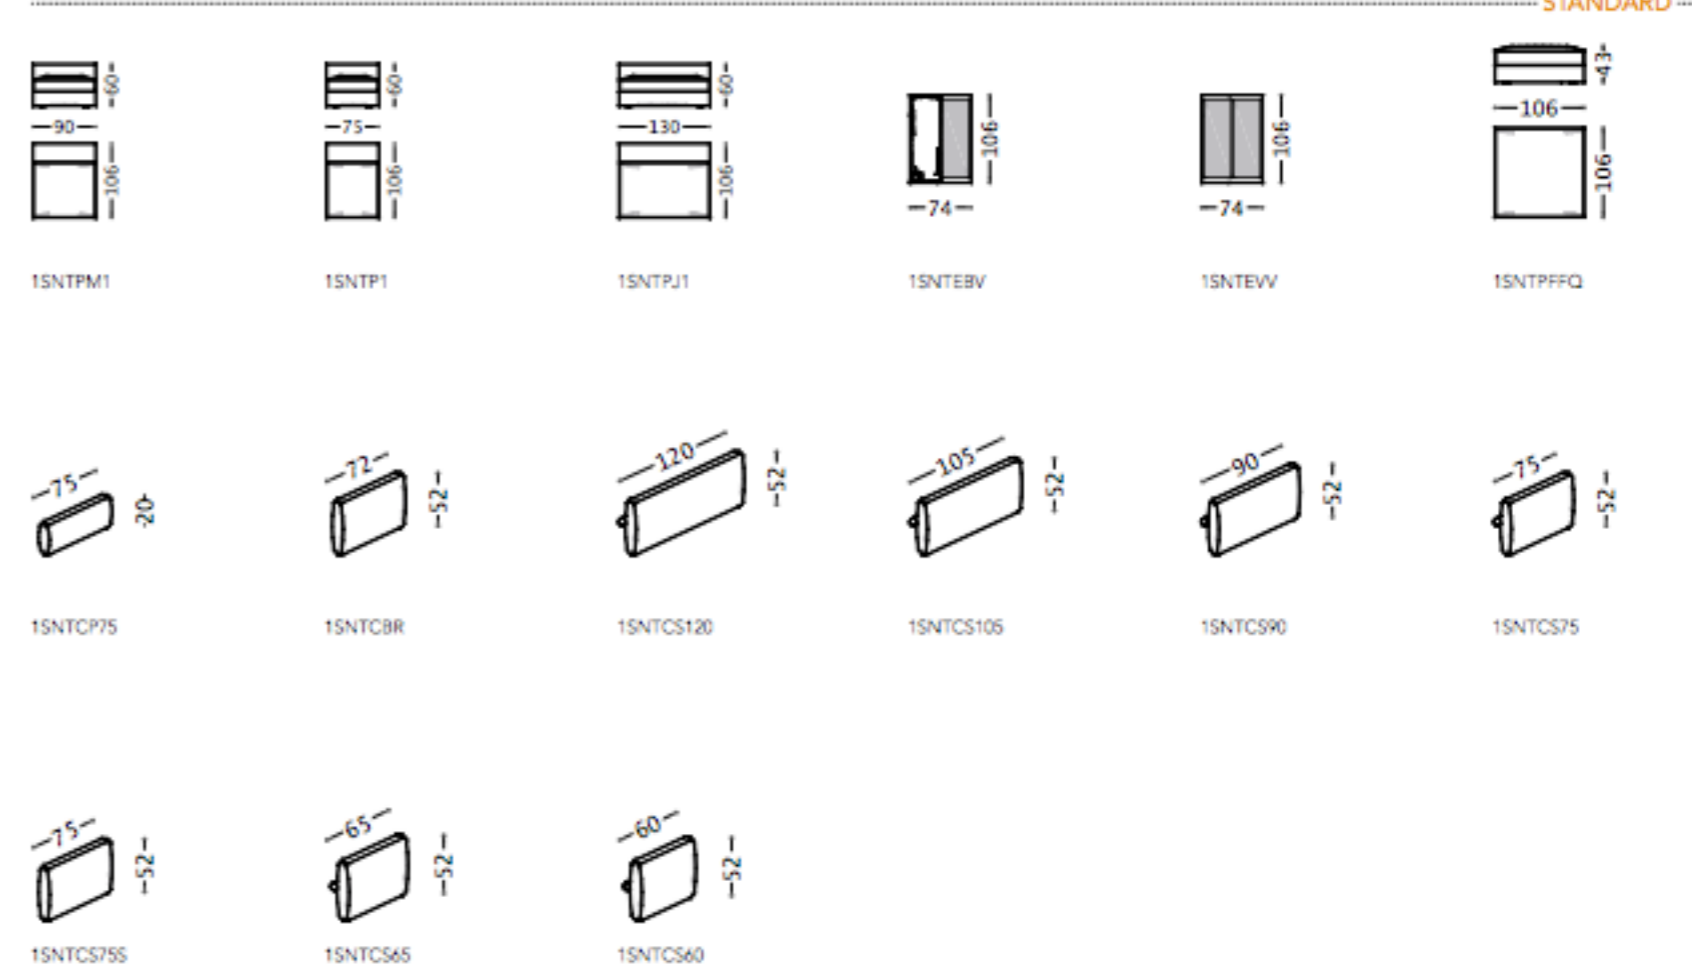 STANDARD
60 60 60 43
90 75 130 106
106 106 106 106 106 106
74 74
1SNTPM1 1SNTP1 1SNTPJ1 1SNTEBV 1SNTEVV 1SNTPFFQ
75 72 120 105 90 75
20 52 52 52 52 52
1SNTCP75 1SNTCBR 1SNTCS120 1SNTCS105 1SNTCS90 1SNTCS75
75 65 60
52 52 52
1SNTCS75S 1SNTCS65 1SNTCS60